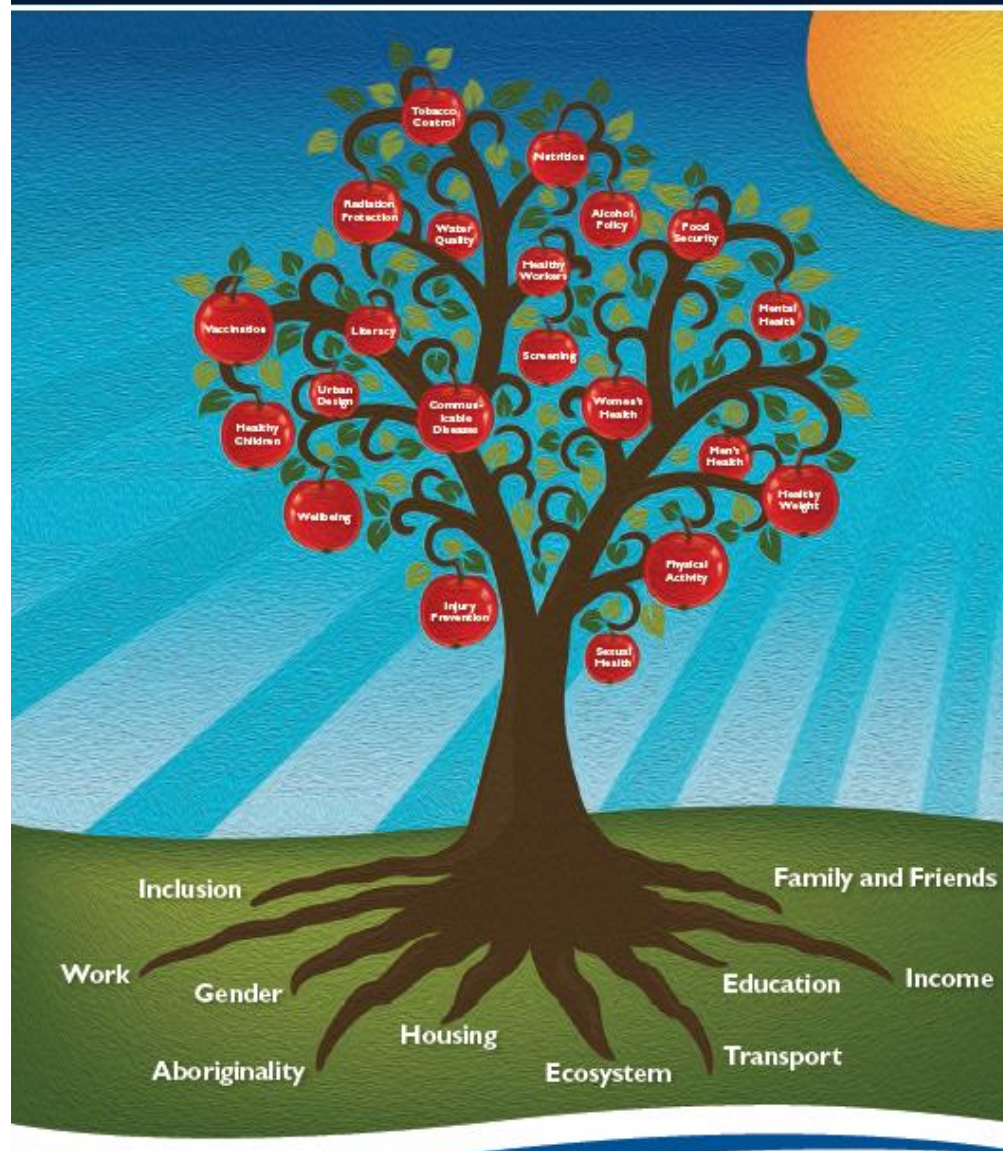 Tobacco
Control
Nutrition
Radiation
Protection
Water
Quality
Alcohol
Policy
Food
Security
Healthy
Workers
Vaccination
Literacy
Mental
Health
Screening
Urban
Design
Commun-
icable
Diseases
Women's
Health
Healthy
Children
Men's
Health
Wellbeing
Healthy
Weight
Physical
Activity
Injury
Prevention
Sexual
Health
Inclusion
Family and Friends
Work
Gender
Education
Income
Housing
Aboriginality
Ecosystem
Transport